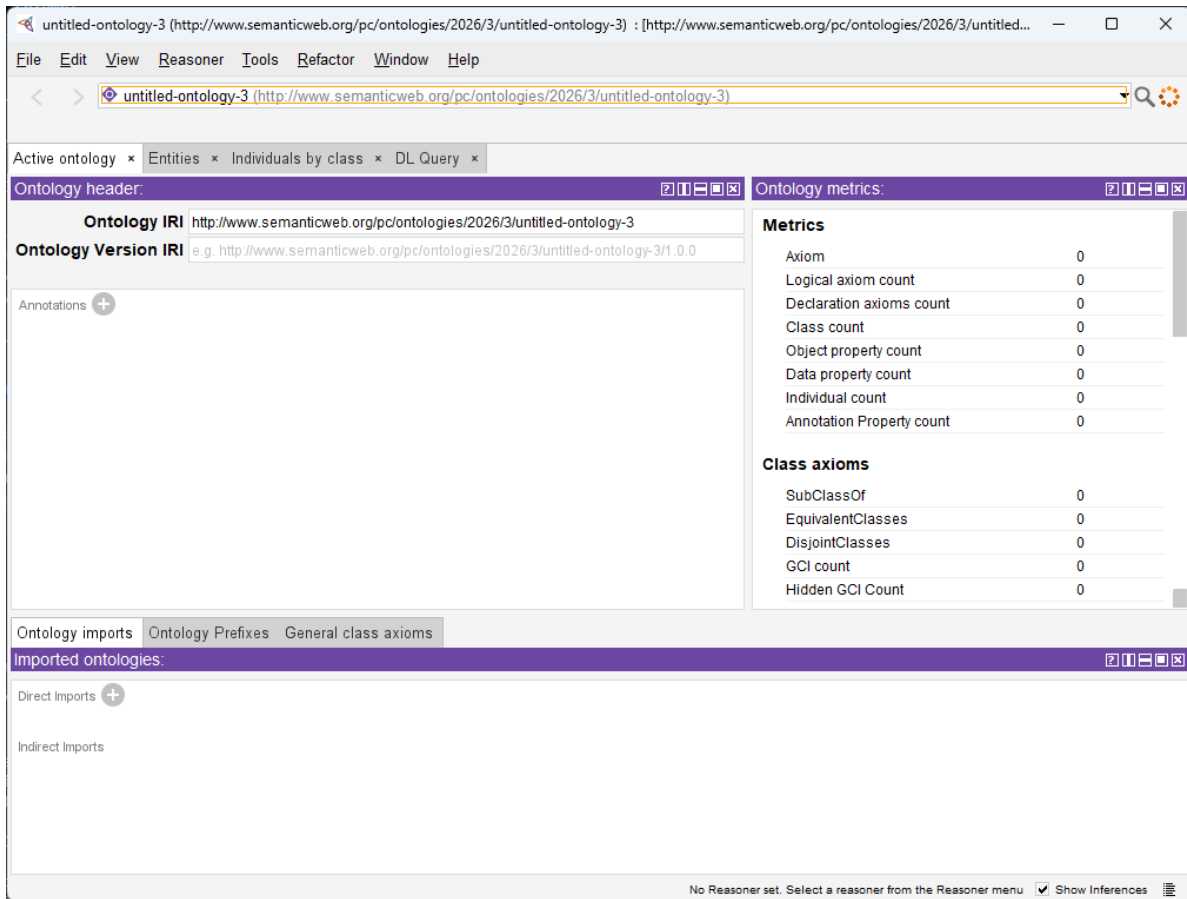 untitled-ontology-3 (http://www.semanticweb.org/pc/ontologies/2026/3/untitled-ontology-3) : [http://www.semanticweb.org/pc/ontologies/2026/3/untitled...
File Edit View Reasoner Tools Refactor Window Help
untitled-ontology-3 (http://www.semanticweb.org/pc/ontologies/2026/3/untitled-ontology-3)
Active ontology × Entities × Individuals by class × DL Query ×
Ontology header:
Ontology IRI http://www.semanticweb.org/pc/ontologies/2026/3/untitled-ontology-3
Ontology Version IRI e.g. http://www.semanticweb.org/pc/ontologies/2026/3/untitled-ontology-3/1.0.0
Annotations
Ontology metrics:
Metrics
Axiom 0
Logical axiom count 0
Declaration axioms count 0
Class count 0
Object property count 0
Data property count 0
Individual count 0
Annotation Property count 0
Class axioms
SubClassOf 0
EquivalentClasses 0
DisjointClasses 0
GCI count 0
Hidden GCI Count 0
Ontology imports Ontology Prefixes General class axioms
Imported ontologies:
Direct Imports
Indirect Imports
No Reasoner set. Select a reasoner from the Reasoner menu Show Inferences